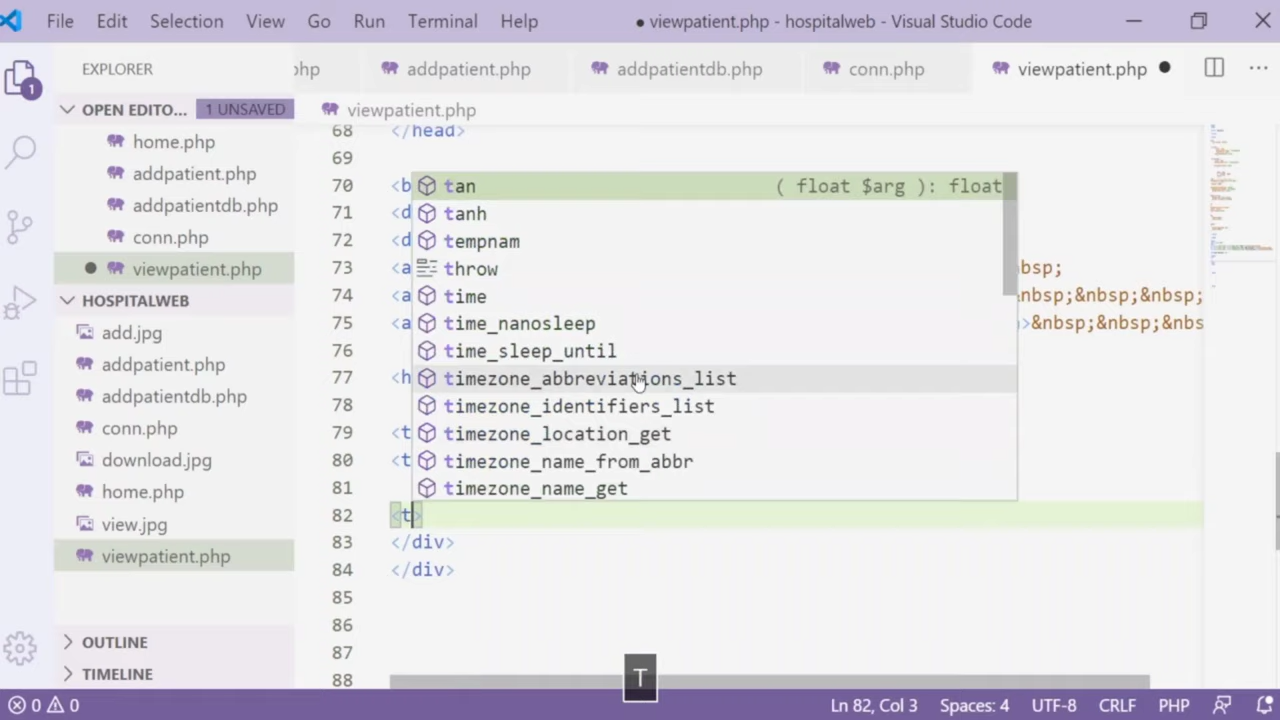 File Edit Selection View Go Run Terminal Help ● viewpatient.php - hospitalweb - Visual Studio Code
EXPLORER
php addpatient.php addpatientdb.php conn.php viewpatient.php ●
OPEN EDITO... 1 UNSAVED
viewpatient.php
home.php
addpatient.php
addpatientdb.php
conn.php
viewpatient.php
HOSPITALWEB
add.jpg
addpatient.php
addpatientdb.php
conn.php
download.jpg
home.php
view.jpg
viewpatient.php
OUTLINE
TIMELINE
1
68 </head>
69
70 <b
71 <d
72 <d
73 <a nbsp;
74 <a nbsp;&nbsp;&nbsp;
75 <a >&nbsp;&nbsp;&nbs
76
77 <h
78
79 <t
80 <t
81
82 <t>
83 </div>
84 </div>
85
86
87
88
tan ( float $arg ): float
tanh
tempnam
throw
time
time_nanosleep
time_sleep_until
timezone_abbreviations_list
timezone_identifiers_list
timezone_location_get
timezone_name_from_abbr
timezone_name_get
T
0 0 Ln 82, Col 3 Spaces: 4 UTF-8 CRLF PHP